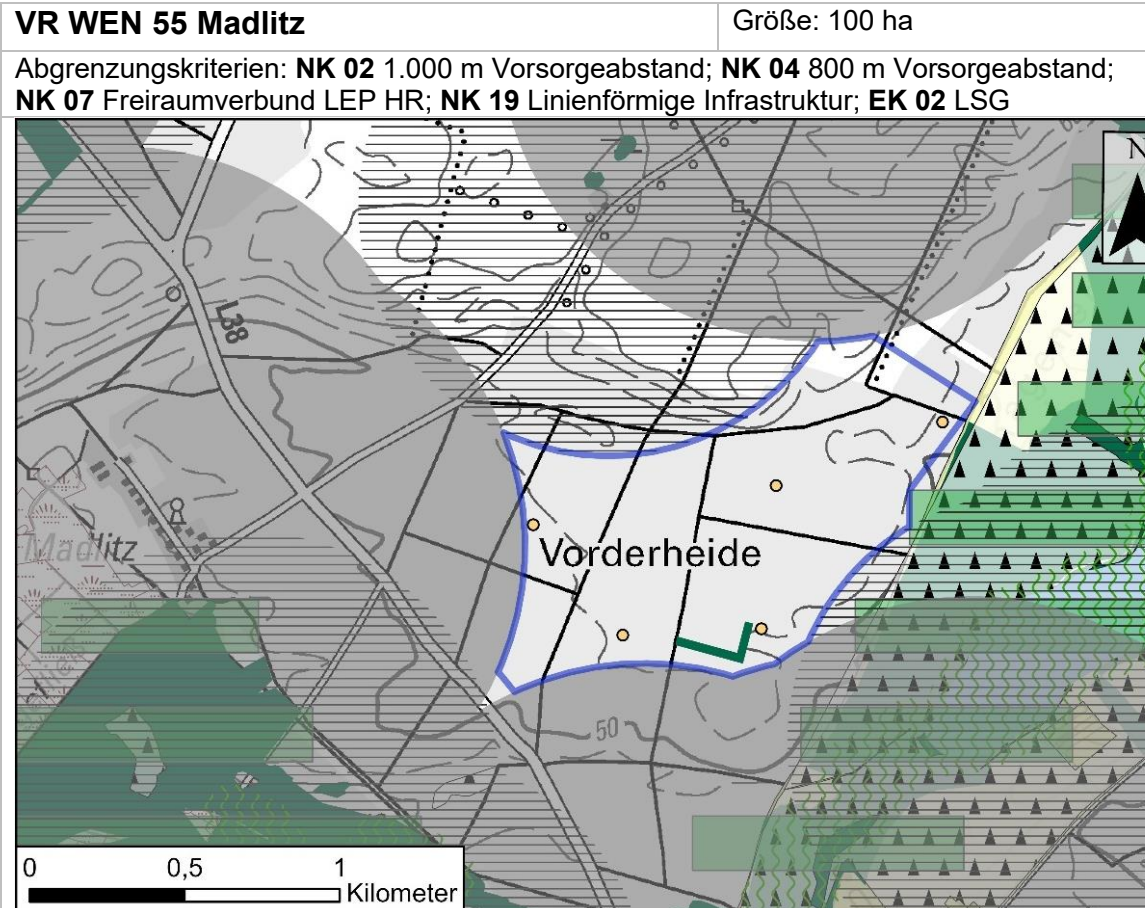 VR WEN 55 Madlitz
Größe: 100 ha
Abgrenzungskriterien: NK 02 1.000 m Vorsorgeabstand; NK 04 800 m Vorsorgeabstand;
NK 07 Freiraumverbund LEP HR; NK 19 Linienförmige Infrastruktur; EK 02 LSG
N
L38
Madlitz
Vorderheide
50
0 0,5 1
Kilometer